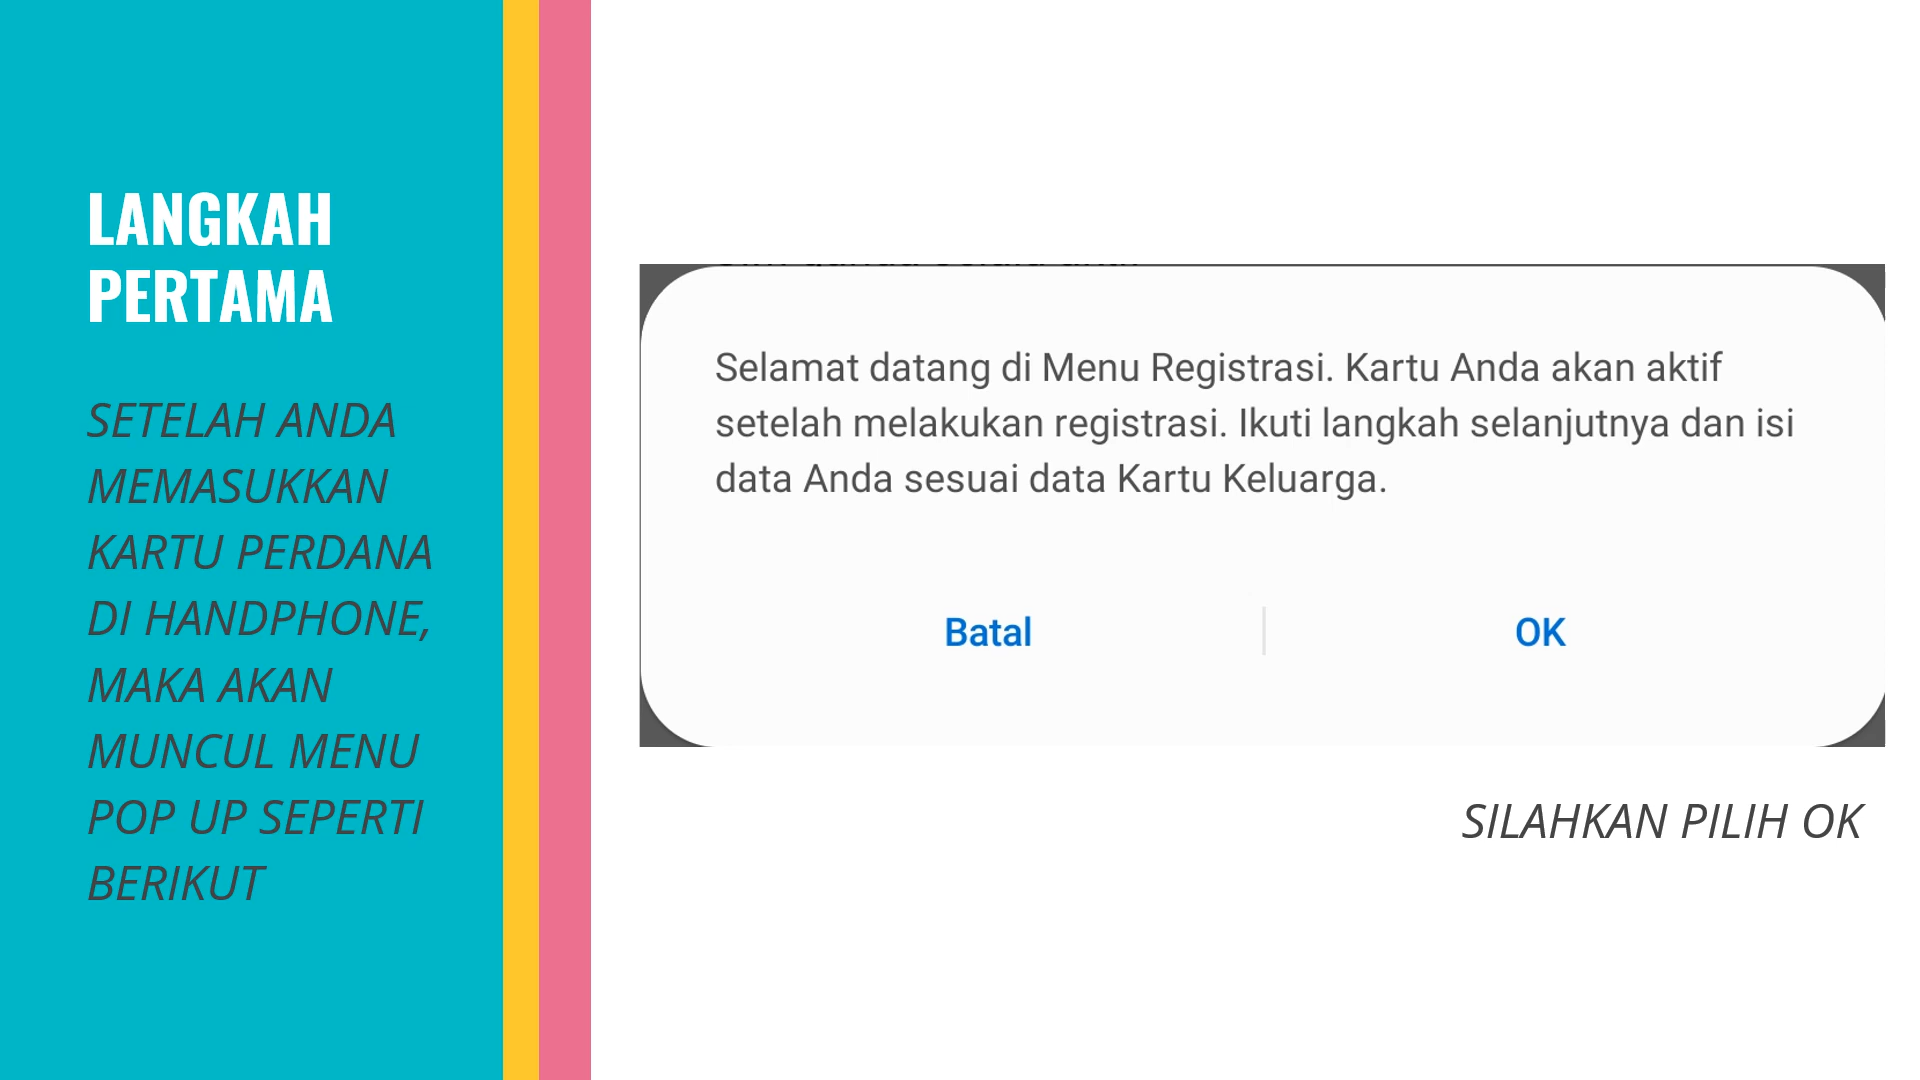 LANGKAH
PERTAMA
SETELAH ANDA
MEMASUKKAN
KARTU PERDANA
DI HANDPHONE,
MAKA AKAN
MUNCUL MENU
POP UP SEPERTI
BERIKUT
Selamat datang di Menu Registrasi. Kartu Anda akan aktif
setelah melakukan registrasi. Ikuti langkah selanjutnya dan isi
data Anda sesuai data Kartu Keluarga.
Batal
OK
SILAHKAN PILIH OK